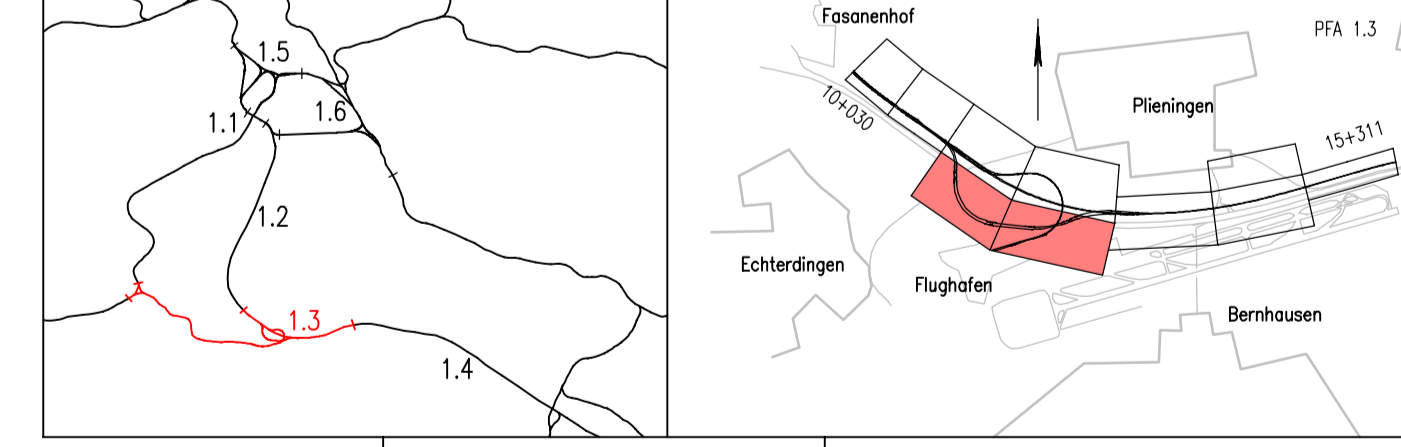 1.5
1.6
1.1
1.2
1.3
1.4
Fasanenhof
PFA 1.3
10+030
Plieningen
15+311
Echterdingen
Flughafen
Bernhausen